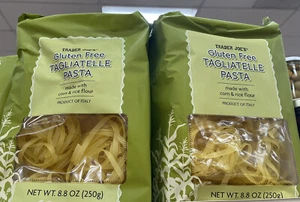 TRADER JOE'S
Gluten Free
TAGLIATELLE
PASTA
made with
corn & rice flour
PRODUCT OF ITALY
NET WT. 8.8 OZ (250g)
TRADER JOE'S
Gluten Free
TAGLIATELLE
PASTA
made with
corn & rice flour
PRODUCT OF ITALY
NET WT. 8.8 OZ (250g)